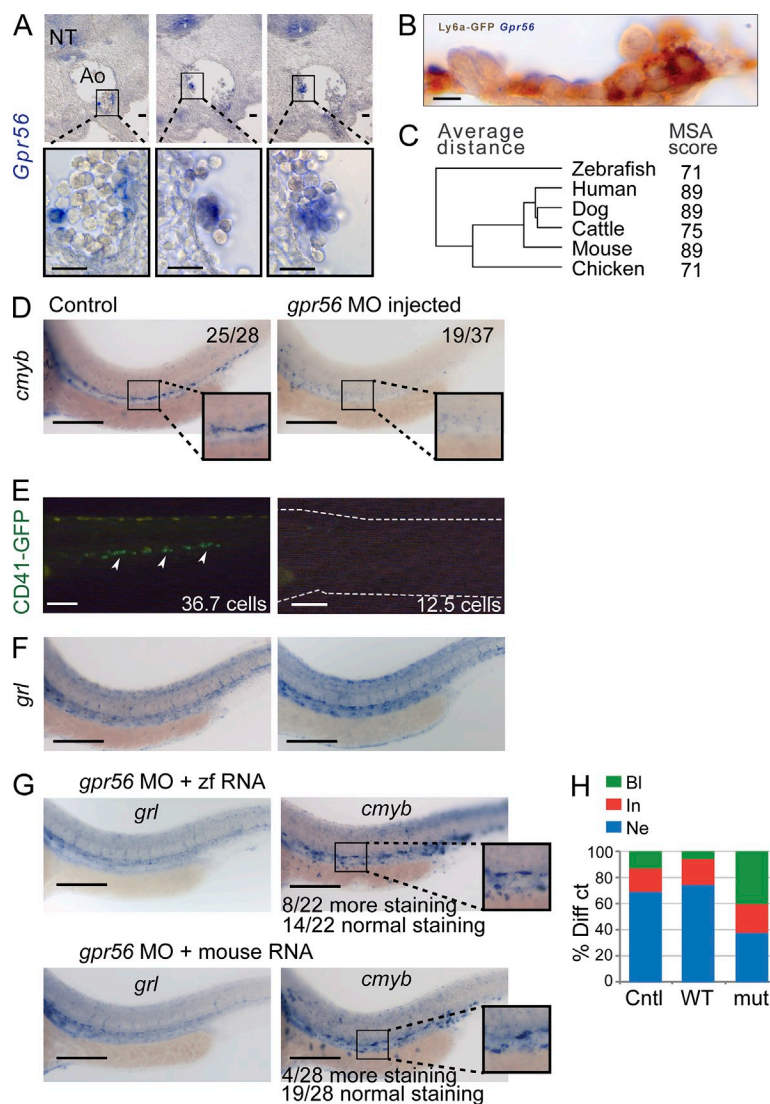 A
NT
Ao
Gpr56
B
Ly6a-GFP Gpr56
C
Average distance
MSA score
Zebrafish 71
Human 89
Dog 89
Cattle 75
Mouse 89
Chicken 71
D
Control
gpr56 MO injected
cmyb
25/28
19/37
E
CD41-GFP
36.7 cells
12.5 cells
F
grl
G
gpr56 MO + zf RNA
grl
cmyb
8/22 more staining
14/22 normal staining
gpr56 MO + mouse RNA
grl
cmyb
4/28 more staining
19/28 normal staining
H
Bl
In
Ne
% Diff ct
100
80
60
40
20
0
Cntl WT mut